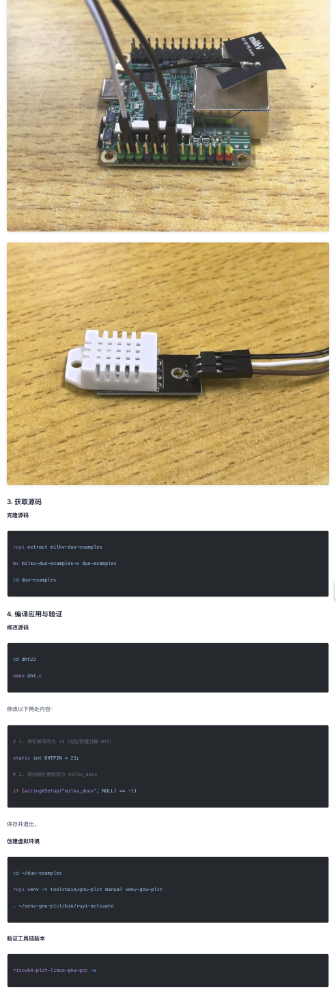 milkv
3. 获取源码
克隆源码
ruyi extract milkv-duo-examples
mv milkv-duo-examples-* duo-examples
cd duo-examples
4. 编译应用与验证
修改源码
cd dht22
nano dht.c
修改以下两处内容：
# 1. 将引脚号改为 23（对应物理引脚 B15）
static int DHTPIN = 23;
# 2. 将初始化参数改为 milkv_duos
if (wiringXSetup("milkv_duos", NULL) == -1)
保存并退出。
创建虚拟环境
cd ~/duo-examples
ruyi venv -t toolchain/gnu-plct manual venv-gnu-plct
. ~/venv-gnu-plct/bin/ruyi-activate
验证工具链版本
riscv64-plct-linux-gnu-gcc -v